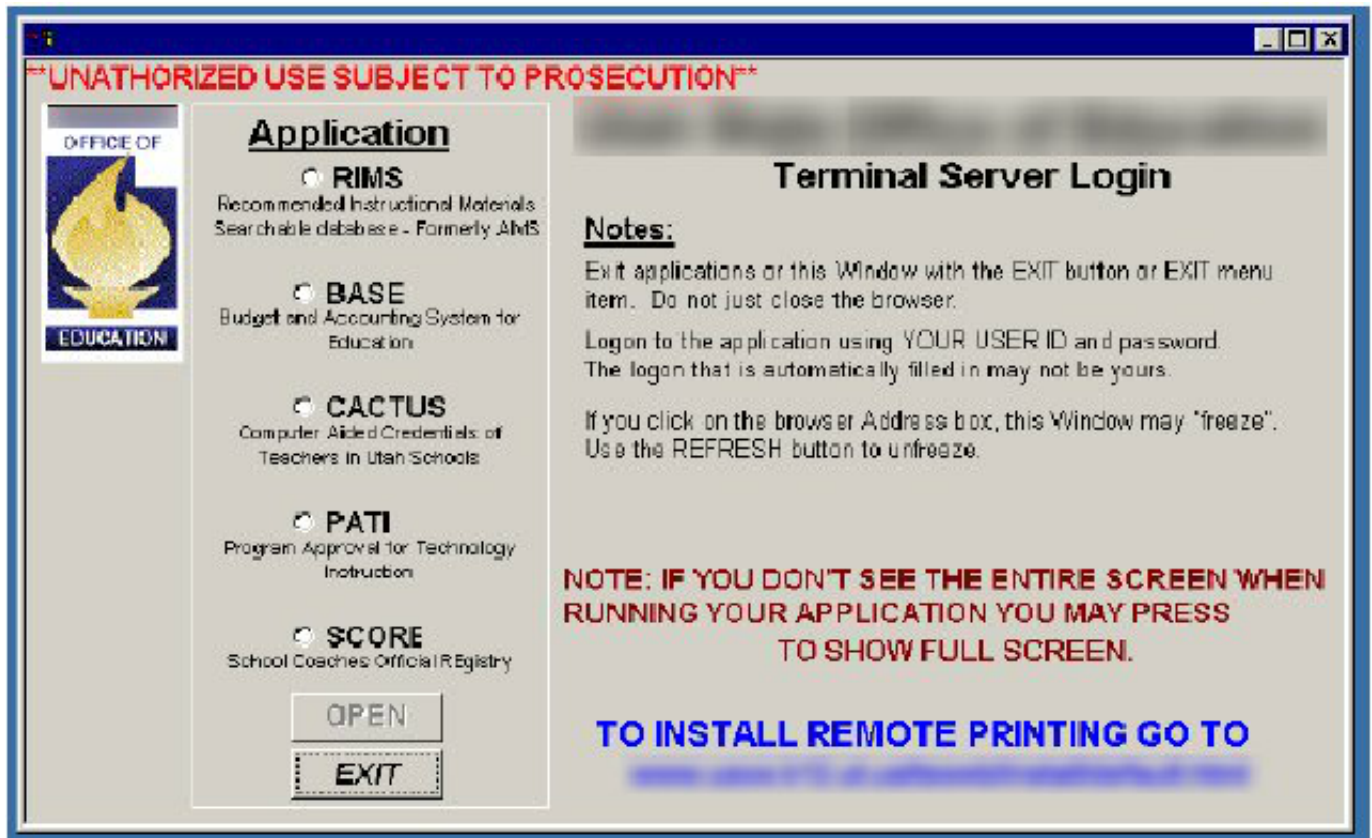 **UNATHORIZED USE SUBJECT TO PROSECUTION**
OFFICE OF
EDUCATION
Application
RIMS
Recommended Instructional Materials
Searchable database - Formerly AIMS
BASE
Budget and Accounting System for
Education
CACTUS
Computer Aided Credentials of
Teachers in Utah Schools
PATI
Program Approval for Technology
Instruction
SCORE
School Coaches Official REgistry
OPEN
EXIT
Terminal Server Login
Notes:
Exit applications or this Window with the EXIT button or EXIT menu
item. Do not just close the browser.
Logon to the application using YOUR USER ID and password.
The logon that is automatically filled in may not be yours.
If you click on the browser Address box, this Window may "freeze".
Use the REFRESH button to unfreeze.
NOTE: IF YOU DON'T SEE THE ENTIRE SCREEN WHEN
RUNNING YOUR APPLICATION YOU MAY PRESS
TO SHOW FULL SCREEN.
TO INSTALL REMOTE PRINTING GO TO